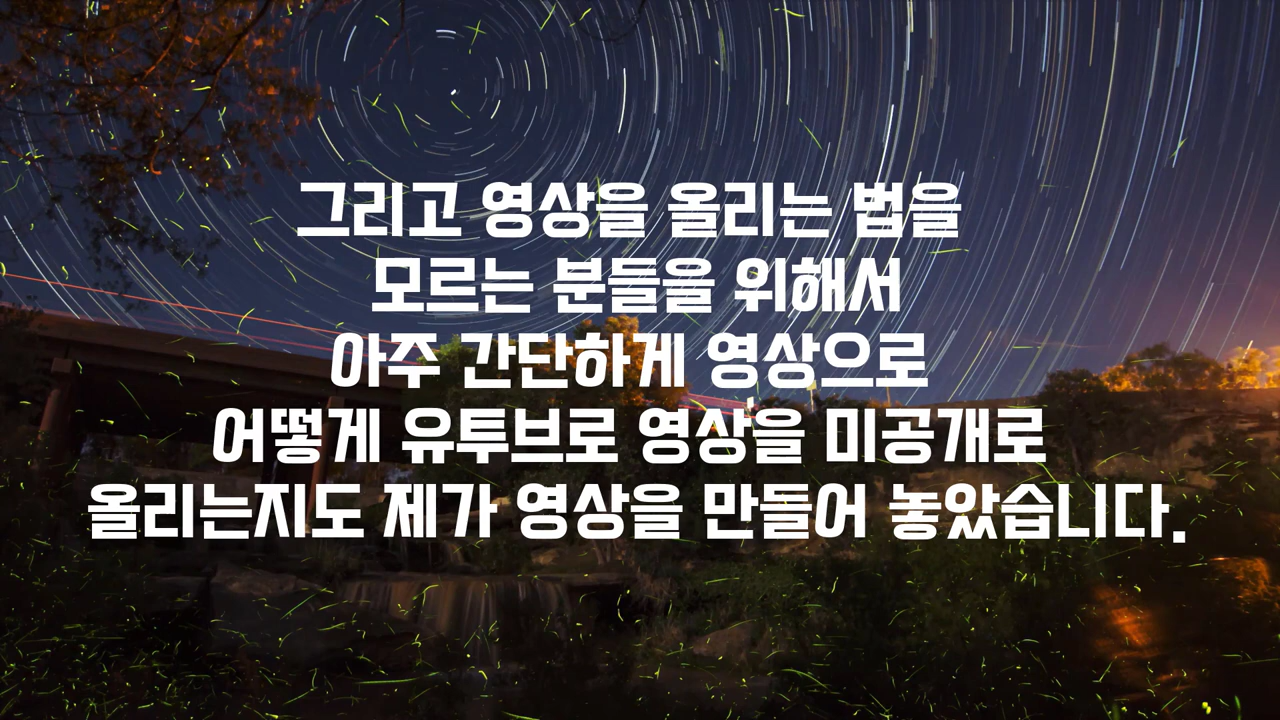 그리고 영상을 올리는 법을
모르는 분들을 위해서
아주 간단하게 영상으로
어떻게 유투브로 영상을 미공개로
올리는지도 제가 영상을 만들어 놓았습니다.